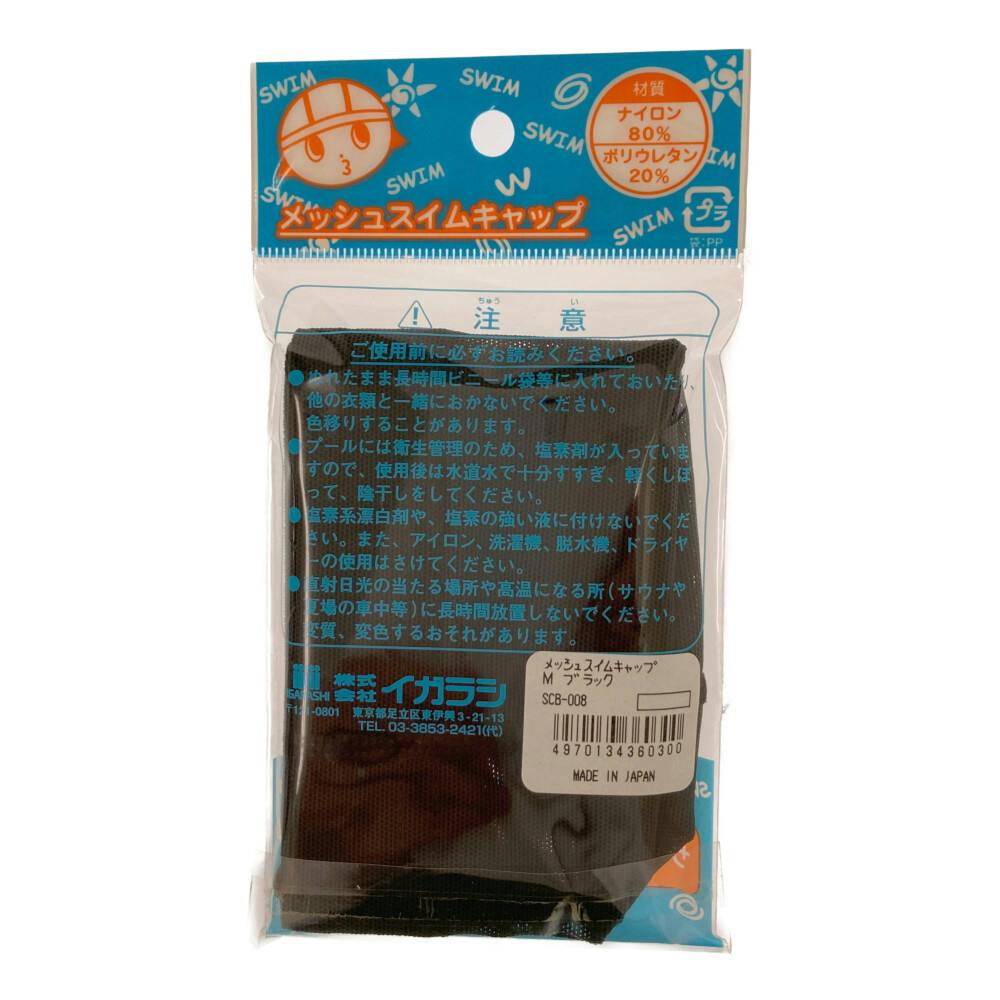 SWIM
SWIM
SWIM
SWIM
SWIM
SWIM
材質
ナイロン
80%
ポリウレタン
20%
メッシュスイムキャップ
プラ
袋:PP
ちゅう い
注 意
ご使用前に必ずお読みください。
●ぬれたまま長時間ビニール袋等に入れておいたり、
他の衣類と一緒におかないでください。
色移りすることがあります。
●プールには衛生管理のため、塩素剤が入っていま
すので、使用後は水道水で十分すすぎ、軽くしぼ
って、陰干しをしてください。
●塩素系漂白剤や、塩素の強い液に付けないでくだ
さい。また、アイロン、洗濯機、脱水機、ドライヤ
ーの使用はさけてください。
●直射日光の当たる場所や高温になる所(サウナや
夏場の車中等)に長時間放置しないでください。
変質、変色するおそれがあります。
IGARASHI
株式会社イガラシ
〒121-0801 東京都足立区東伊興3-21-13
TEL. 03-3853-2421(代)
メッシュスイムキャップ
M ブラック
SCB-008
4970134360300
MADE IN JAPAN